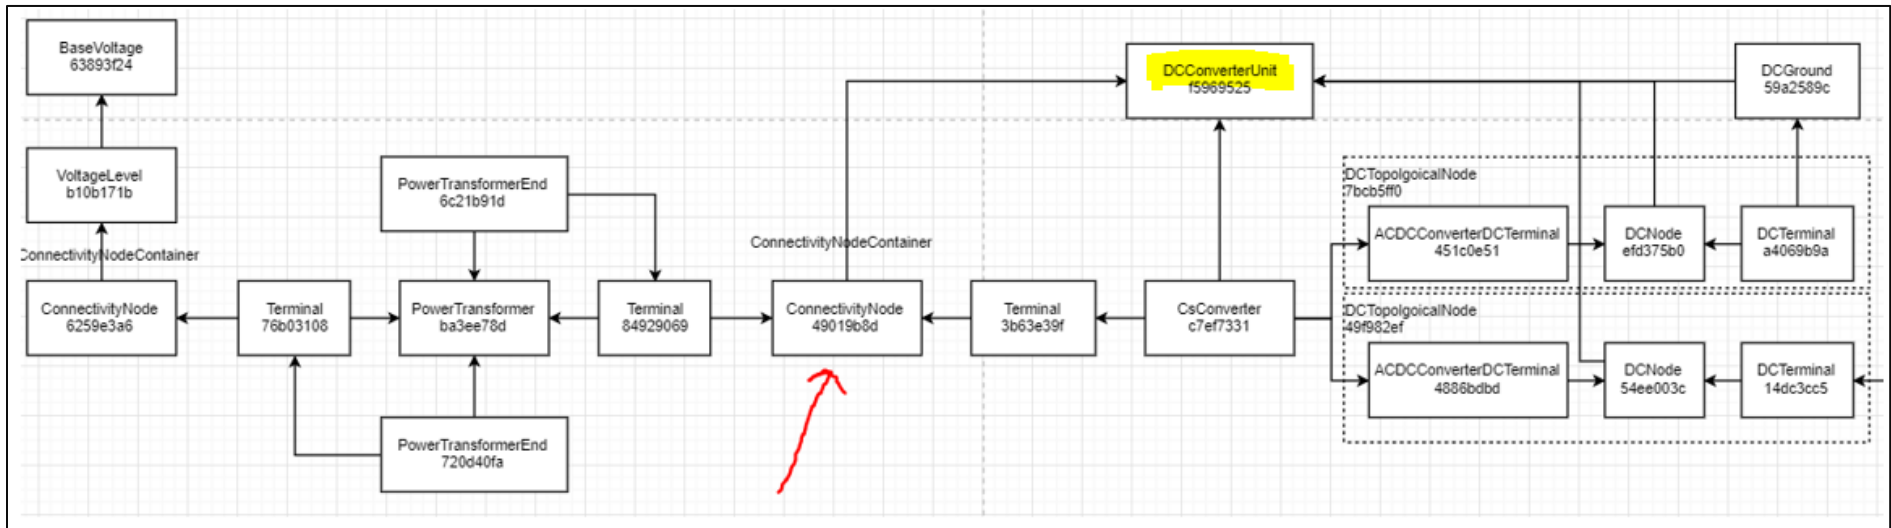 BaseVoltage
63893f24
DCConverterUnit
f5969525
DCGround
59a2589c
VoltageLevel
b10b171b
PowerTransformerEnd
6c21b91d
DCTopolgoicalNode
7bcb5ff0
ACDCConverterDCTerminal
451c0e51
DCNode
efd375b0
DCTerminal
a4069b9a
ConnectivityNodeContainer
ConnectivityNodeContainer
ConnectivityNode
6259e3a6
Terminal
76b03108
PowerTransformer
ba3ee78d
Terminal
84929069
ConnectivityNode
49019b8d
Terminal
3b63e39f
CsConverter
c7ef7331
DCTopolgoicalNode
49f982ef
ACDCConverterDCTerminal
4886bdbd
DCNode
54ee003c
DCTerminal
14dc3cc5
PowerTransformerEnd
720d40fa